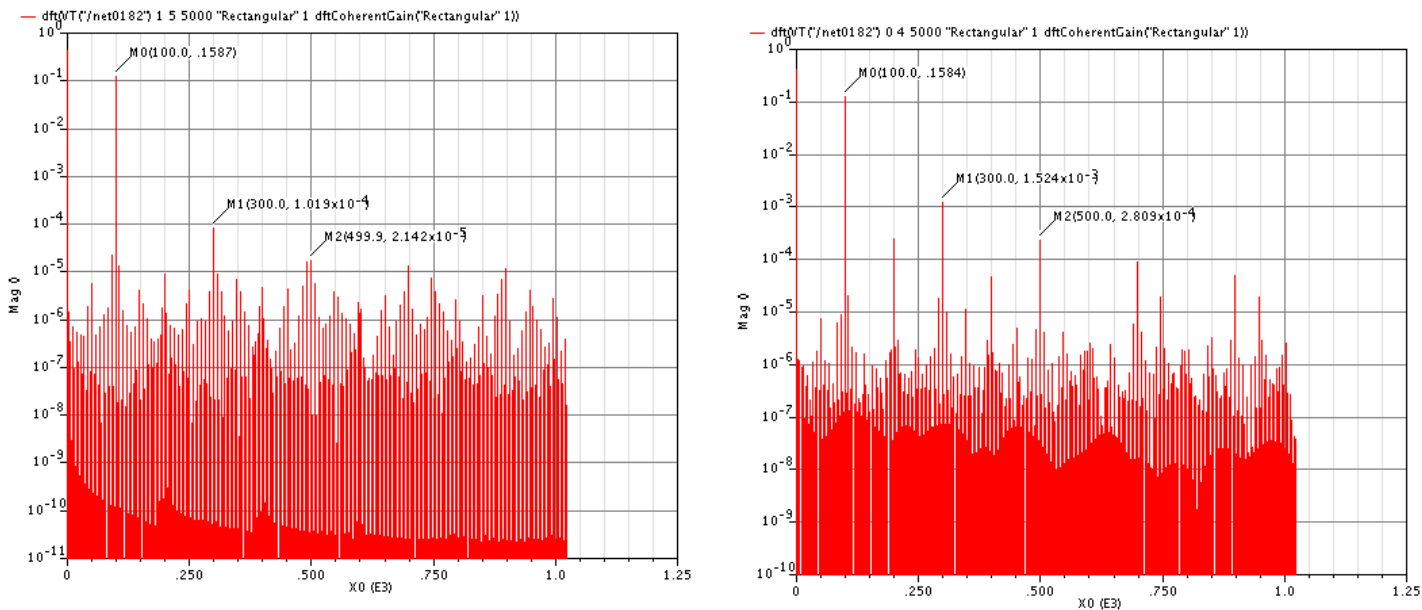 dftVT("/net0182") 1 5 5000 "Rectangular" 1 dftCoherentGain("Rectangular" 1))
10^0
M0(100.0, .1587)
10^-1
10^-2
10^-3
M1(300.0, 1.019x10^-4)
10^-4
M2(499.9, 2.142x10^-5)
10^-5
Mag ()
10^-6
10^-7
10^-8
10^-9
10^-10
10^-11
0 .250 .500 .750 1.0 1.25
X0 (E3)
dftVT("/net0182") 0 4 5000 "Rectangular" 1 dftCoherentGain("Rectangular" 1))
10^0
M0(100.0, .1584)
10^-1
10^-2
M1(300.0, 1.524x10^-3)
10^-3
M2(500.0, 2.809x10^-4)
10^-4
10^-5
Mag ()
10^-6
10^-7
10^-8
10^-9
10^-10
0 .250 .500 .750 1.0 1.25
X0 (E3)